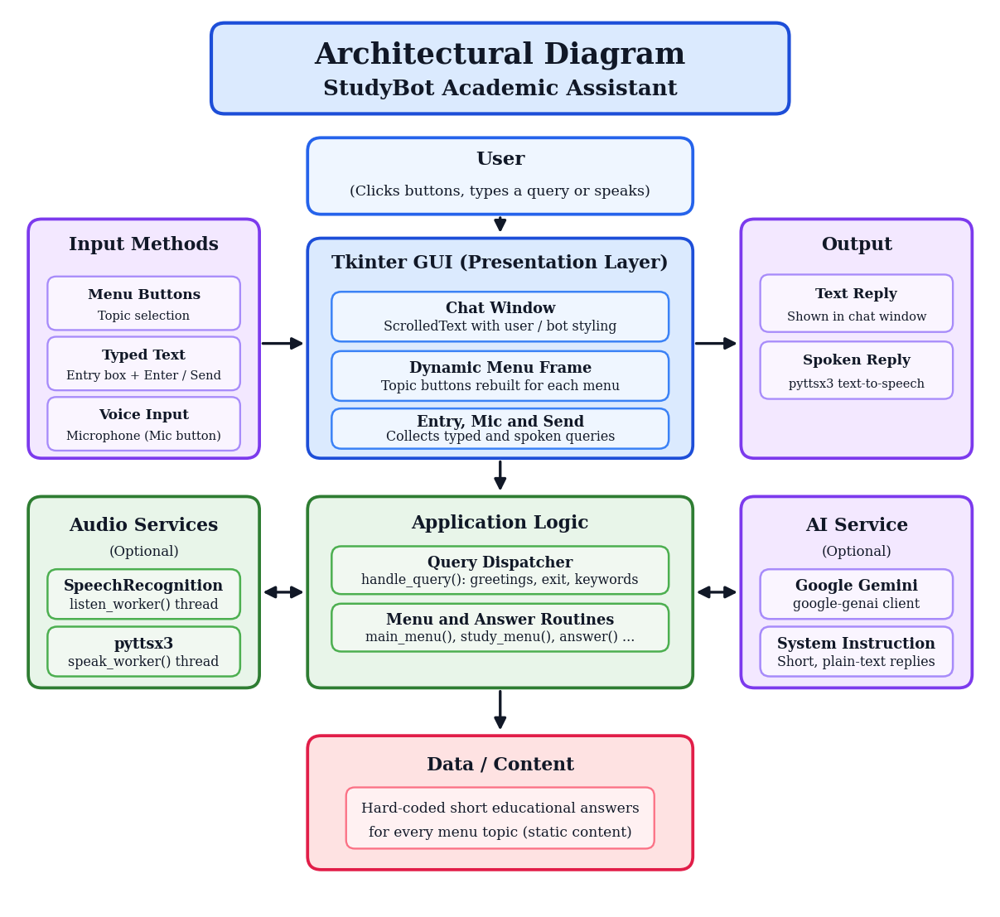 Architectural Diagram
StudyBot Academic Assistant
User
(Clicks buttons, types a query or speaks)
Input Methods
Menu Buttons
Topic selection
Typed Text
Entry box + Enter / Send
Voice Input
Microphone (Mic button)
Tkinter GUI (Presentation Layer)
Chat Window
ScrolledText with user / bot styling
Dynamic Menu Frame
Topic buttons rebuilt for each menu
Entry, Mic and Send
Collects typed and spoken queries
Output
Text Reply
Shown in chat window
Spoken Reply
pyttsx3 text-to-speech
Audio Services
(Optional)
SpeechRecognition
listen_worker() thread
pyttsx3
speak_worker() thread
Application Logic
Query Dispatcher
handle_query(): greetings, exit, keywords
Menu and Answer Routines
main_menu(), study_menu(), answer() ...
AI Service
(Optional)
Google Gemini
google-genai client
System Instruction
Short, plain-text replies
Data / Content
Hard-coded short educational answers
for every menu topic (static content)